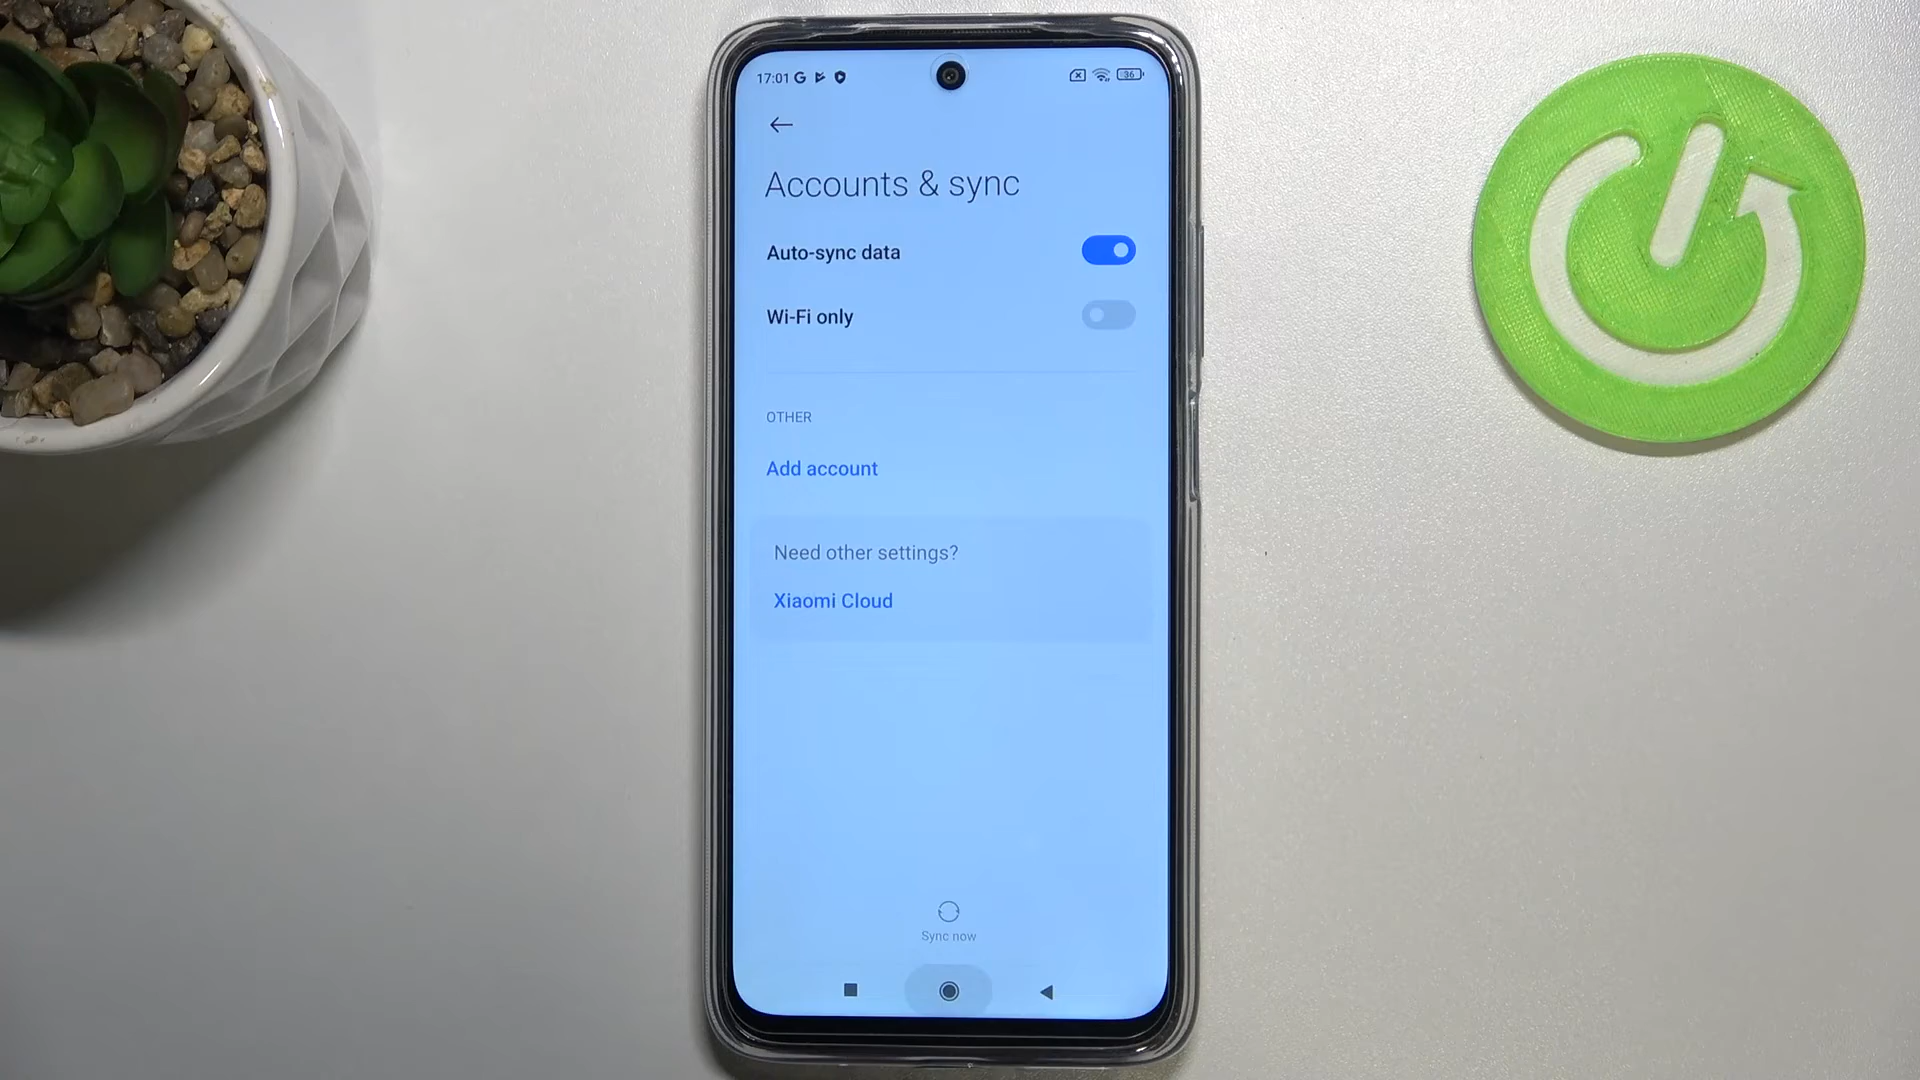 17:01
36
Accounts & sync
Auto-sync data
Wi-Fi only
OTHER
Add account
Need other settings?
Xiaomi Cloud
Sync now